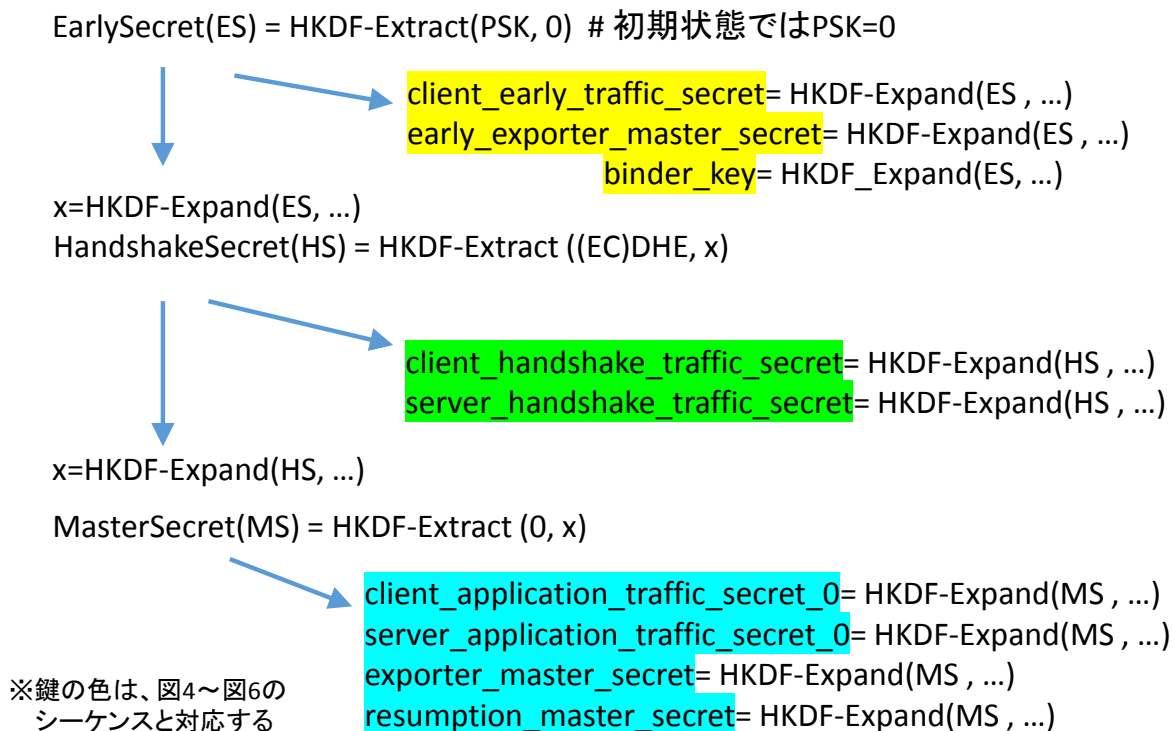 EarlySecret(ES) = HKDF-Extract(PSK, 0) # 初期状態ではPSK=0
client_early_traffic_secret= HKDF-Expand(ES , ...)
early_exporter_master_secret= HKDF-Expand(ES , ...)
binder_key= HKDF_Expand(ES, ...)
x=HKDF-Expand(ES, ...)
HandshakeSecret(HS) = HKDF-Extract ((EC)DHE, x)
client_handshake_traffic_secret= HKDF-Expand(HS , ...)
server_handshake_traffic_secret= HKDF-Expand(HS , ...)
x=HKDF-Expand(HS, ...)
MasterSecret(MS) = HKDF-Extract (0, x)
client_application_traffic_secret_0= HKDF-Expand(MS , ...)
server_application_traffic_secret_0= HKDF-Expand(MS , ...)
exporter_master_secret= HKDF-Expand(MS , ...)
resumption_master_secret= HKDF-Expand(MS , ...)
※鍵の色は、図4～図6の
シーケンスと対応する